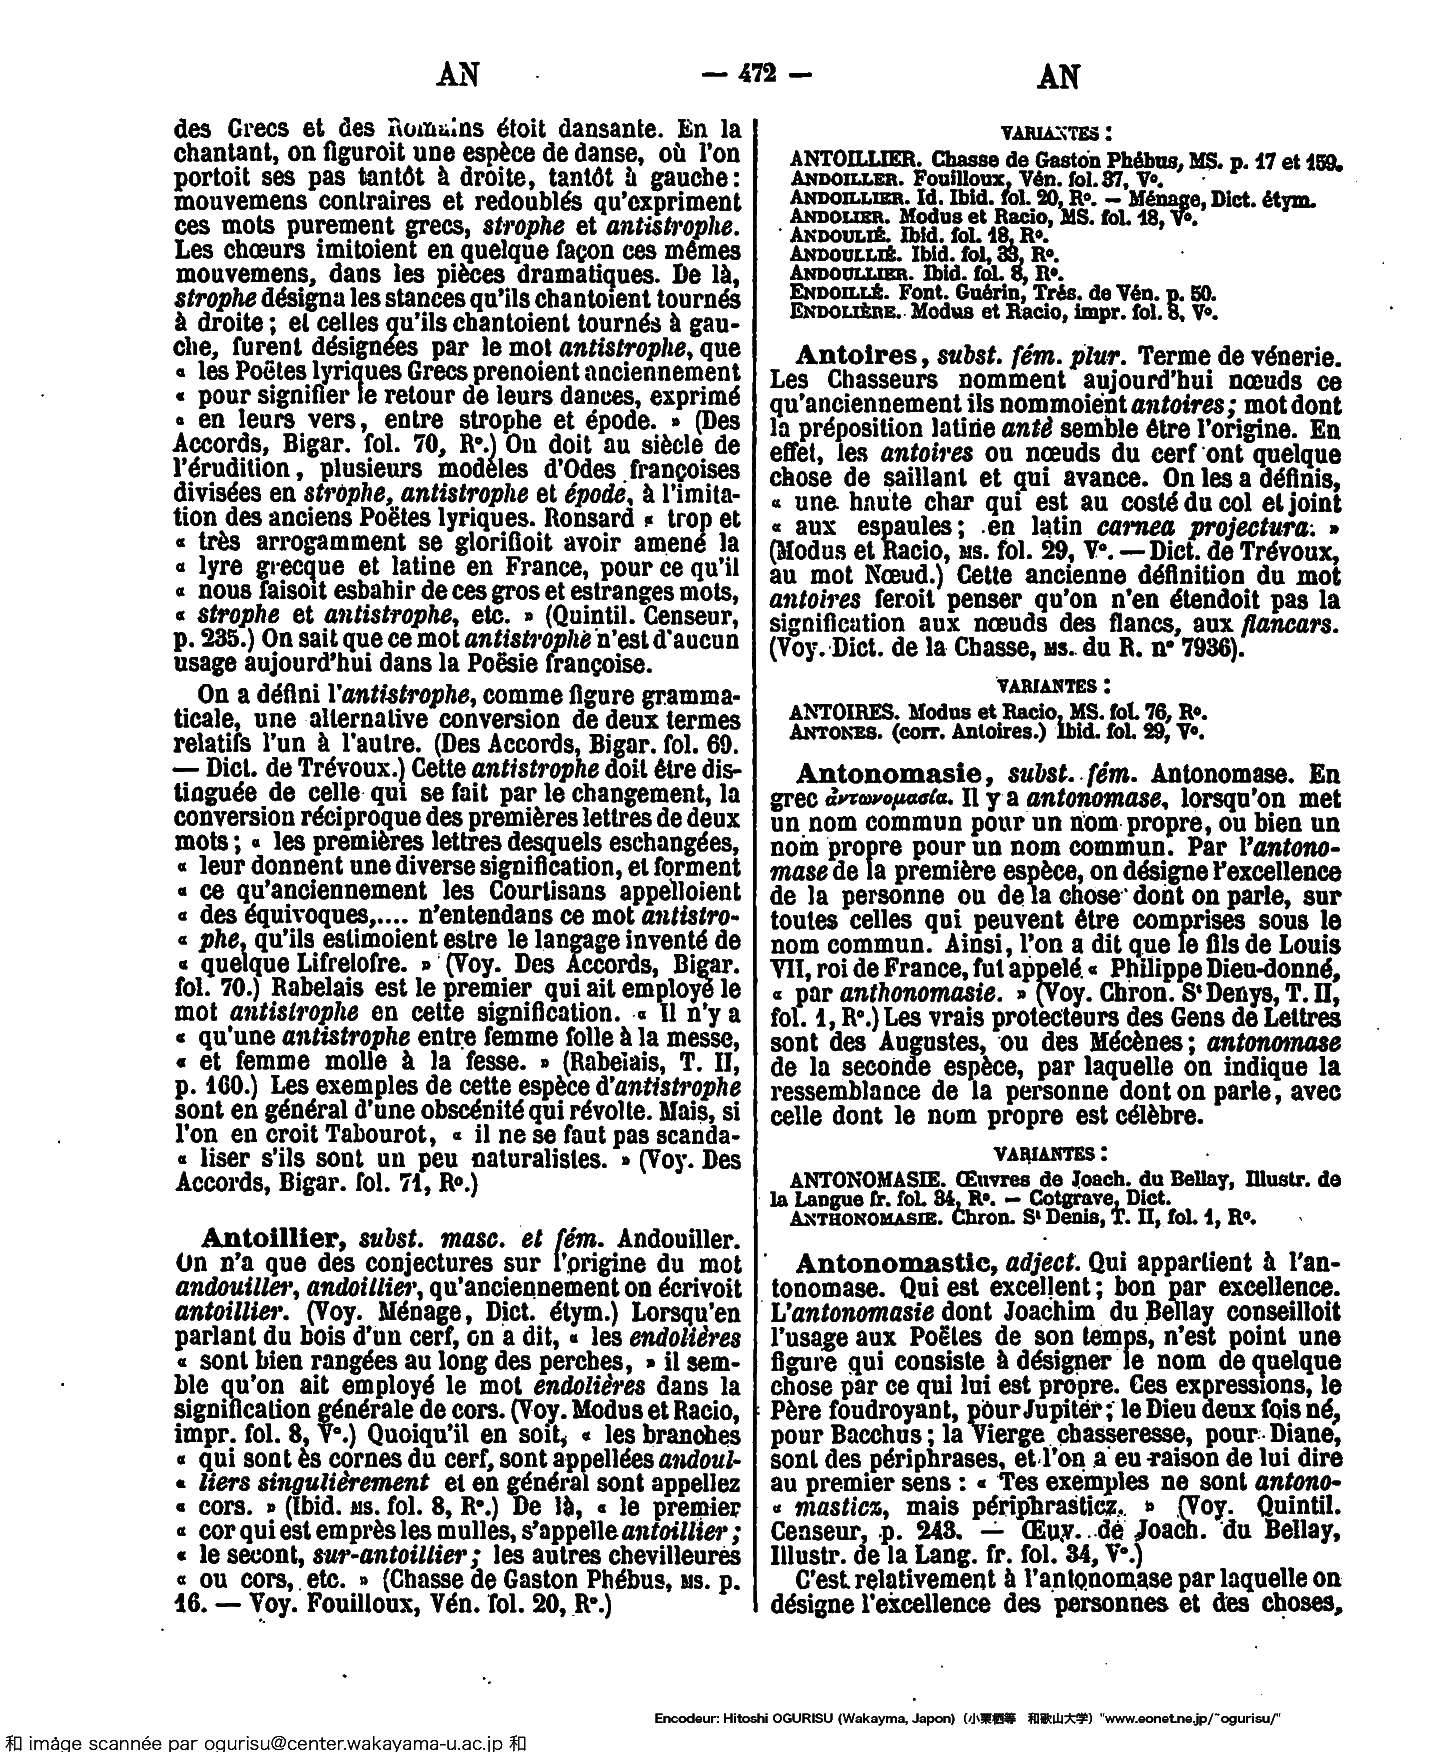 AN
— 472 —
AN
des Grecs et des Romains étoit dansante. En la
chantant, on figuroit une espèce de danse, où l'on
portoit ses pas tantôt à droite, tantôt à gauche :
mouvemens contraires et redoublés qu'expriment
ces mots purement grecs, strophe et antistrophe.
Les chœurs imitoient en quelque façon ces mêmes
mouvemens, dans les pièces dramatiques. De là,
strophe désigna les stances qu'ils chantoient tournés
à droite ; et celles qu'ils chantoient tournés à gau-
che, furent désignées par le mot antistrophe, que
« les Poëtes lyriques Grecs prenoient anciennement
« pour signifier le retour de leurs dances, exprimé
« en leurs vers, entre strophe et épode. » (Des
Accords, Bigar. fol. 70, R°.) On doit au siècle de
l'érudition, plusieurs modèles d'Odes françoises
divisées en strophe, antistrophe et épode, à l'imita-
tion des anciens Poëtes lyriques. Ronsard « trop et
« très arrogamment se glorifioit avoir amené la
« lyre grecque et latine en France, pour ce qu'il
« nous faisoit esbahir de ces gros et estranges mots,
« strophe et antistrophe, etc. » (Quintil. Censeur,
p. 235.) On sait que ce mot antistrophe n'est d'aucun
usage aujourd'hui dans la Poësie françoise.
On a défini l'antistrophe, comme figure gramma-
ticale, une alternative conversion de deux termes
relatifs l'un à l'autre. (Des Accords, Bigar. fol. 69.
— Dict. de Trévoux.) Cette antistrophe doit être dis-
tinguée de celle qui se fait par le changement, la
conversion réciproque des premières lettres de deux
mots ; « les premières lettres desquels eschangées,
« leur donnent une diverse signification, et forment
« ce qu'anciennement les Courtisans appelloient
« des équivoques,.... n'entendans ce mot antistro-
« phe, qu'ils estimoient estre le langage inventé de
« quelque Lifrelofre. » (Voy. Des Accords, Bigar.
fol. 70.) Rabelais est le premier qui ait employé le
mot antistrophe en cette signification. « Il n'y a
« qu'une antistrophe entre femme folle à la messe,
« et femme molle à la fesse. » (Rabelais, T. II,
p. 160.) Les exemples de cette espèce d'antistrophe
sont en général d'une obscénité qui révolte. Mais, si
l'on en croit Tabourot, « il ne se faut pas scanda-
« liser s'ils sont un peu naturalistes. » (Voy. Des
Accords, Bigar. fol. 71, R°.)
Antoillier, subst. masc. et fém. Andouiller.
On n'a que des conjectures sur l'origine du mot
andouiller, andoillier, qu'anciennement on écrivoit
antoillier. (Voy. Ménage, Dict. étym.) Lorsqu'en
parlant du bois d'un cerf, on a dit, « les endolières
« sont bien rangées au long des perches, » il sem-
ble qu'on ait employé le mot endolières dans la
signification générale de cors. (Voy. Modus et Racio,
impr. fol. 8, V°.) Quoiqu'il en soit, « les branches
« qui sont ès cornes du cerf, sont appellées andoul-
« liers singulièrement et en général sont appellez
« cors. » (Ibid. MS. fol. 8, R°.) De là, « le premier
« cor qui est emprès les mulles, s'appelle antoillier ;
« le second, sur-antoillier ; les autres chevilleures
« ou cors, etc. » (Chasse de Gaston Phébus, MS. p.
16. — Voy. Fouilloux, Vén. fol. 20, R°.)
VARIANTES :
ANTOILLIER. Chasse de Gaston Phébus, MS. p. 17 et 159.
ANDOILLER. Fouilloux, Vén. fol. 37, V°.
ANDOILLIER. Id. Ibid. fol. 20, R°. — Ménage, Dict. étym.
ANDOLIER. Modus et Racio, MS. fol. 18, V°.
ANDOULIÉ. Ibid. fol. 18, R°.
ANDOULLIÉ. Ibid. fol, 33, R°.
ANDOULLIER. Ibid. fol. 8, R°.
ENDOILLÉ. Font. Guérin, Trés. de Vén. p. 50.
ENDOLIÈRE. Modus et Racio, impr. fol. 8, V°.
Antoires, subst. fém. plur. Terme de vénerie.
Les Chasseurs nomment aujourd'hui nœuds ce
qu'anciennement ils nommoient antoires ; mot dont
la préposition latine antè semble être l'origine. En
effet, les antoires ou nœuds du cerf ont quelque
chose de saillant et qui avance. On les a définis,
« une haute char qui est au costé du col et joint
« aux espaules ; en latin carnea projectura. »
(Modus et Racio, MS. fol. 29, V°. — Dict. de Trévoux,
au mot Nœud.) Cette ancienne définition du mot
antoires feroit penser qu'on n'en étendoit pas la
signification aux nœuds des flancs, aux flancars.
(Voy. Dict. de la Chasse, MS. du R. n° 7936).
VARIANTES :
ANTOIRES. Modus et Racio, MS. fol. 76, R°.
ANTONES. (corr. Antoires.) Ibid. fol. 29, V°.
Antonomasie, subst. fém. Antonomase. En
grec ἀντωνομασία. Il y a antonomase, lorsqu'on met
un nom commun pour un nom propre, ou bien un
nom propre pour un nom commun. Par l'antono-
mase de la première espèce, on désigne l'excellence
de la personne ou de la chose dont on parle, sur
toutes celles qui peuvent être comprises sous le
nom commun. Ainsi, l'on a dit que le fils de Louis
VII, roi de France, fut appelé « Philippe Dieu-donné,
« par anthonomasie. » (Voy. Chron. St Denys, T. II,
fol. 1, R°.) Les vrais protecteurs des Gens de Lettres
sont des Augustes, ou des Mécènes ; antonomase
de la seconde espèce, par laquelle on indique la
ressemblance de la personne dont on parle, avec
celle dont le nom propre est célèbre.
VARIANTES :
ANTONOMASIE. Œuvres de Joach. du Bellay, Illustr. de
la Langue fr. fol. 34, R°. — Cotgrave, Dict.
ANTHONOMASIE. Chron. St Denis, T. II, fol. 1, R°.
Antonomastic, adject. Qui appartient à l'an-
tonomase. Qui est excellent ; bon par excellence.
L'antonomasie dont Joachim du Bellay conseilloit
l'usage aux Poëtes de son temps, n'est point une
figure qui consiste à désigner le nom de quelque
chose par ce qui lui est propre. Ces expressions, le
Père foudroyant, pour Jupiter ; le Dieu deux fois né,
pour Bacchus ; la Vierge chasseresse, pour Diane,
sont des périphrases, et l'on a eu raison de lui dire
au premier sens : « Tes exemples ne sont antono-
« masticz, mais périphrasticz. » (Voy. Quintil.
Censeur, p. 243. — Œuv. de Joach. du Bellay,
Illustr. de la Lang. fr. fol. 34, V°.)
C'est relativement à l'antonomase par laquelle on
désigne l'excellence des personnes et des choses,
Encodeur: Hitoshi OGURISU (Wakayma, Japon) (小栗栖等 和歌山大学) "www.eonet.ne.jp/~ogurisu/"
和 image scannée par ogurisu@center.wakayama-u.ac.jp 和